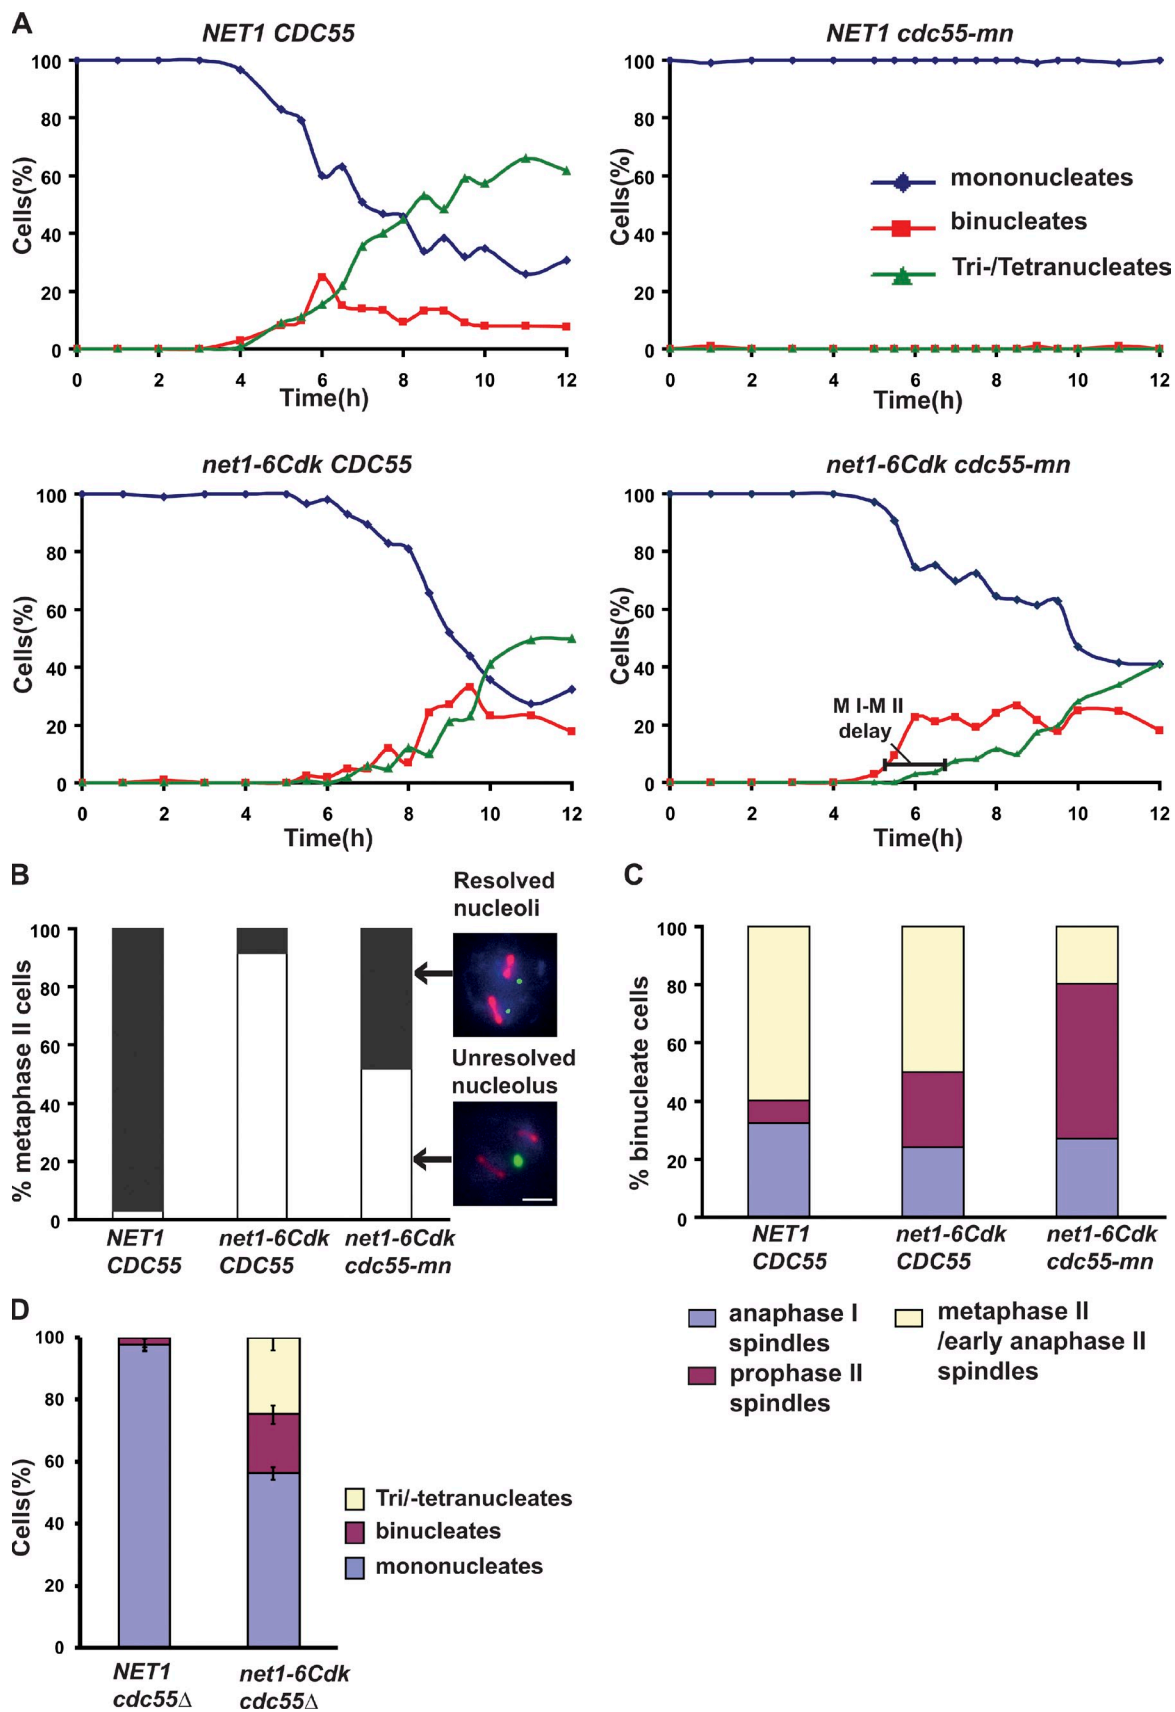 A
NET1 CDC55
100
80
60
40
20
0
Cells(%)
0 2 4 6 8 10 12
Time(h)
NET1 cdc55-mn
100
80
60
40
20
0
Cells(%)
0 2 4 6 8 10 12
Time(h)
mononucleates
binucleates
Tri-/Tetranucleates
net1-6Cdk CDC55
100
80
60
40
20
0
Cells(%)
0 2 4 6 8 10 12
Time(h)
net1-6Cdk cdc55-mn
100
80
60
40
20
0
Cells(%)
M I-M II
delay
0 2 4 6 8 10 12
Time(h)
B
% metaphase II cells
100
80
60
40
20
0
NET1
CDC55
net1-6Cdk
CDC55
net1-6Cdk
cdc55-mn
Resolved
nucleoli
Unresolved
nucleolus
C
% binucleate cells
100
80
60
40
20
0
NET1
CDC55
net1-6Cdk
CDC55
net1-6Cdk
cdc55-mn
anaphase I
spindles
prophase II
spindles
metaphase II
/early anaphase II
spindles
D
Cells(%)
100
80
60
40
20
0
NET1
cdc55Δ
net1-6Cdk
cdc55Δ
Tri/-tetranucleates
binucleates
mononucleates